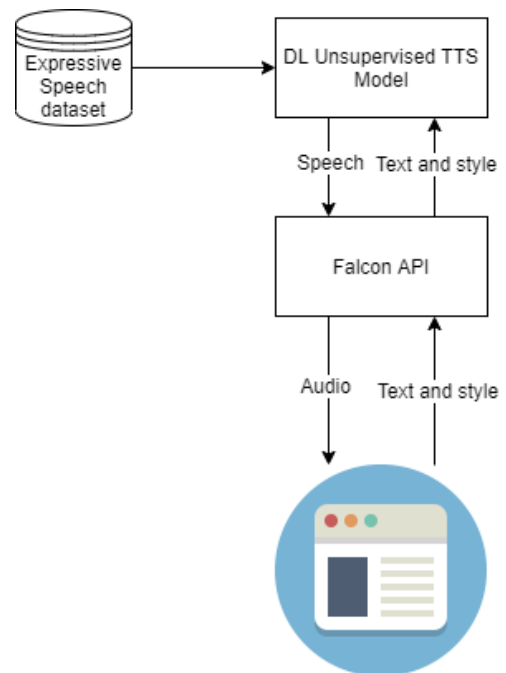 Expressive
Speech
dataset
DL Unsupervised TTS
Model
Speech
Text and style
Falcon API
Audio
Text and style